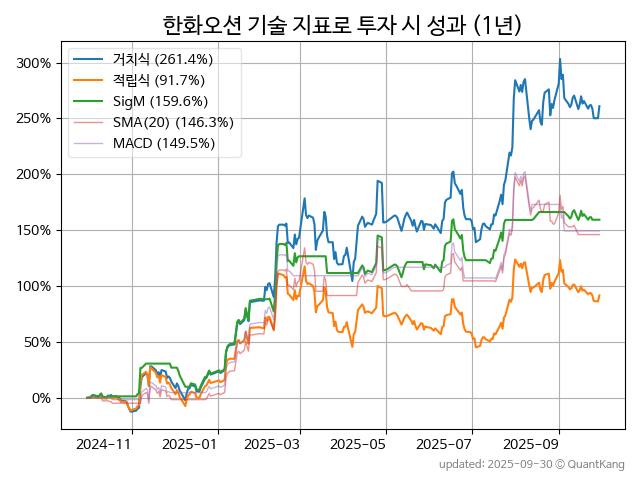 한화오션 기술 지표로 투자 시 성과 (1년)
거치식 (261.4%)
적립식 (91.7%)
SigM (159.6%)
SMA(20) (146.3%)
MACD (149.5%)
300%
250%
200%
150%
100%
50%
0%
2024-11 2025-01 2025-03 2025-05 2025-07 2025-09
updated: 2025-09-30 © QuantKang